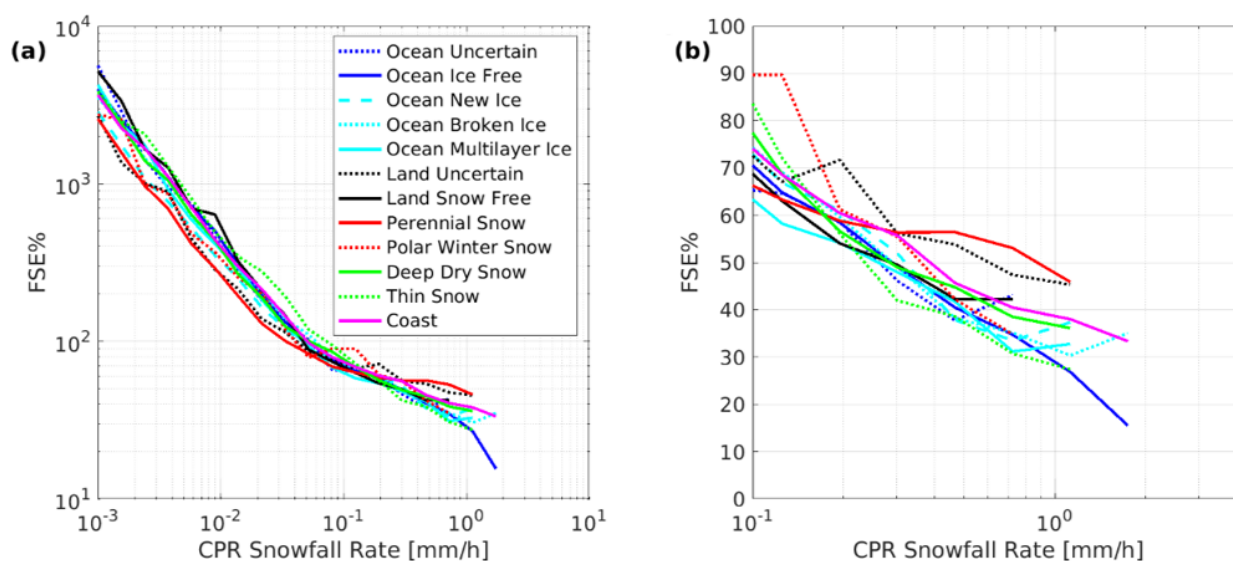 (a)
10^4
10^3
10^2
10^1
FSE%
10^-3
10^-2
10^-1
10^0
10^1
CPR Snowfall Rate [mm/h]
Ocean Uncertain
Ocean Ice Free
Ocean New Ice
Ocean Broken Ice
Ocean Multilayer Ice
Land Uncertain
Land Snow Free
Perennial Snow
Polar Winter Snow
Deep Dry Snow
Thin Snow
Coast
(b)
100
90
80
70
60
50
40
30
20
10
0
FSE%
10^-1
10^0
CPR Snowfall Rate [mm/h]